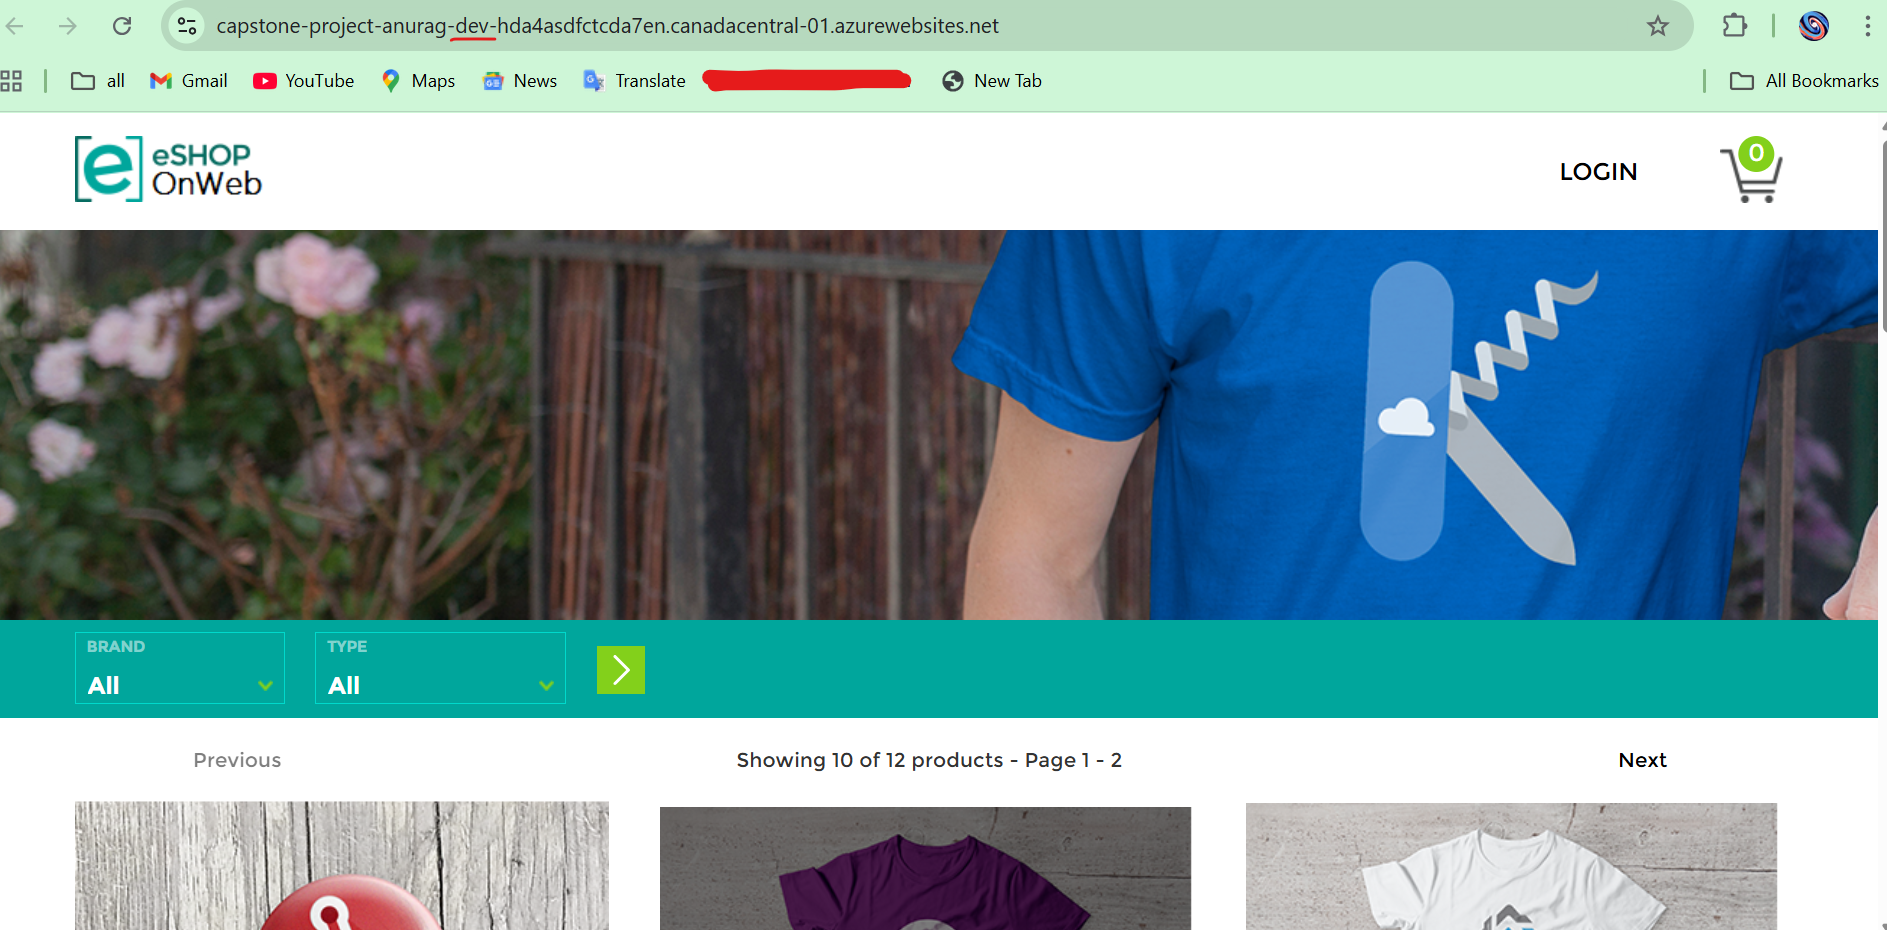 capstone-project-anurag-dev-hda4asdfctcda7en.canadacentral-01.azurewebsites.net
all Gmail YouTube Maps News Translate New Tab All Bookmarks
[e] eSHOP OnWeb
LOGIN 0
BRAND TYPE
All All
Previous Showing 10 of 12 products - Page 1 - 2 Next